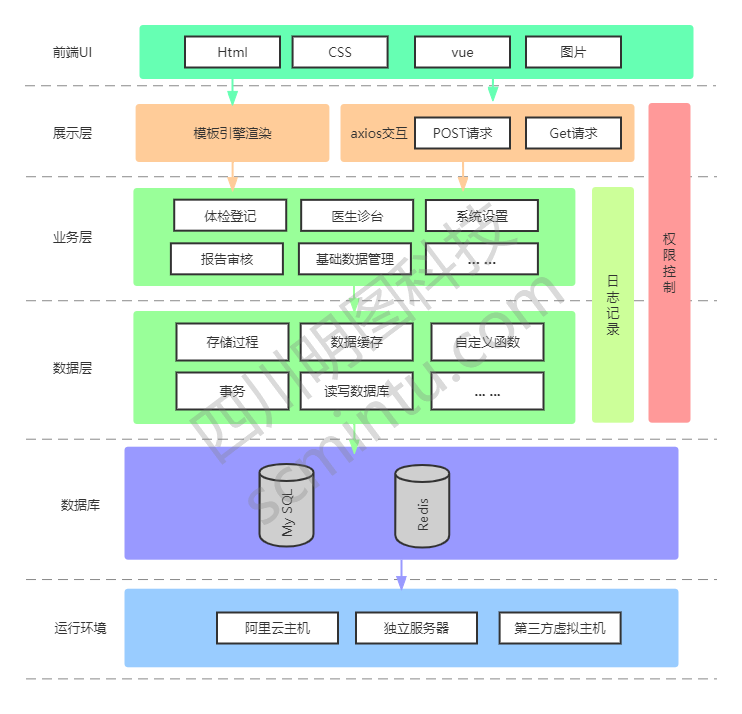 前端UI
Html
CSS
vue
图片
展示层
模板引擎渲染
axios交互
POST请求
Get请求
业务层
体检登记
医生诊台
系统设置
报告审核
基础数据管理
... ...
日志记录
权限控制
数据层
存储过程
数据缓存
自定义函数
事务
读写数据库
... ...
数据库
My SQL
Redis
运行环境
阿里云主机
独立服务器
第三方虚拟主机
四川明图科技
scmintu.com